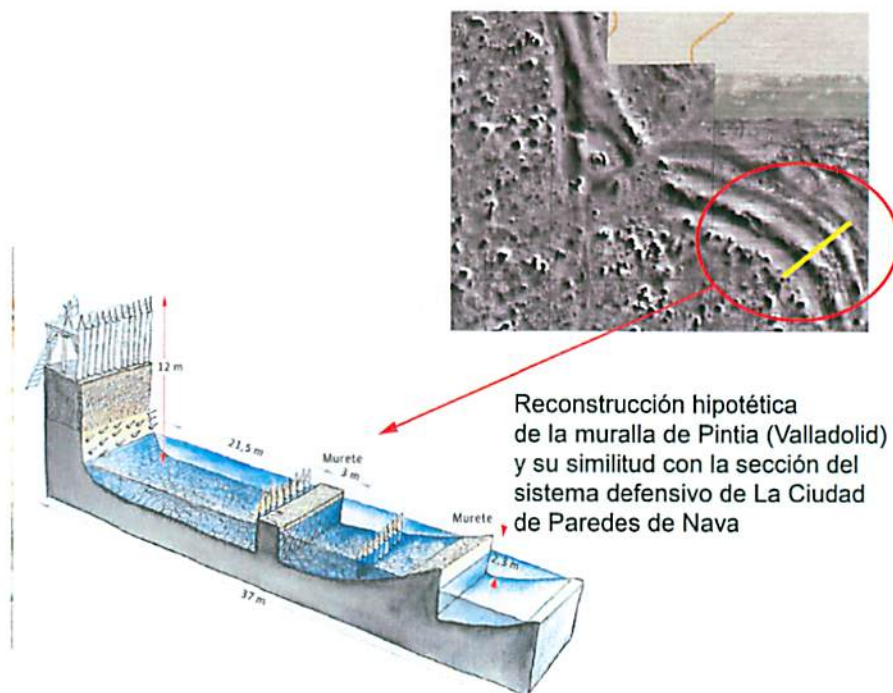 12 m
21,5 m
Murete
3 m
Murete
2,3 m
37 m
Reconstrucción hipotética
de la muralla de Pintia (Valladolid)
y su similitud con la sección del
sistema defensivo de La Ciudad
de Paredes de Nava